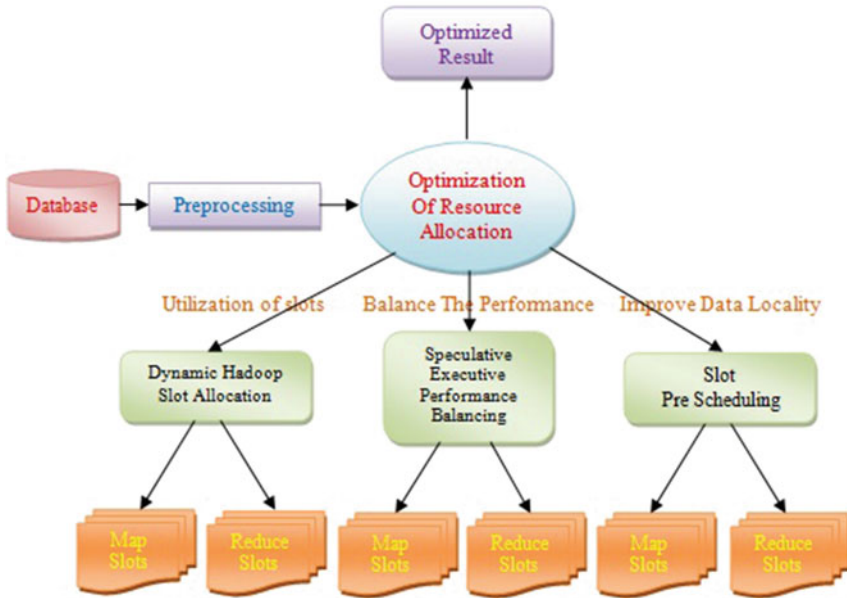 Optimized
Result
Database
Preprocessing
Optimization
Of Resource
Allocation
Utilization of slots
Balance The Performance
Improve Data Locality
Dynamic Hadoop
Slot Allocation
Speculative
Executive
Performance
Balancing
Slot
Pre Scheduling
Map
Slots
Reduce
Slots
Map
Slots
Reduce
Slots
Map
Slots
Reduce
Slots